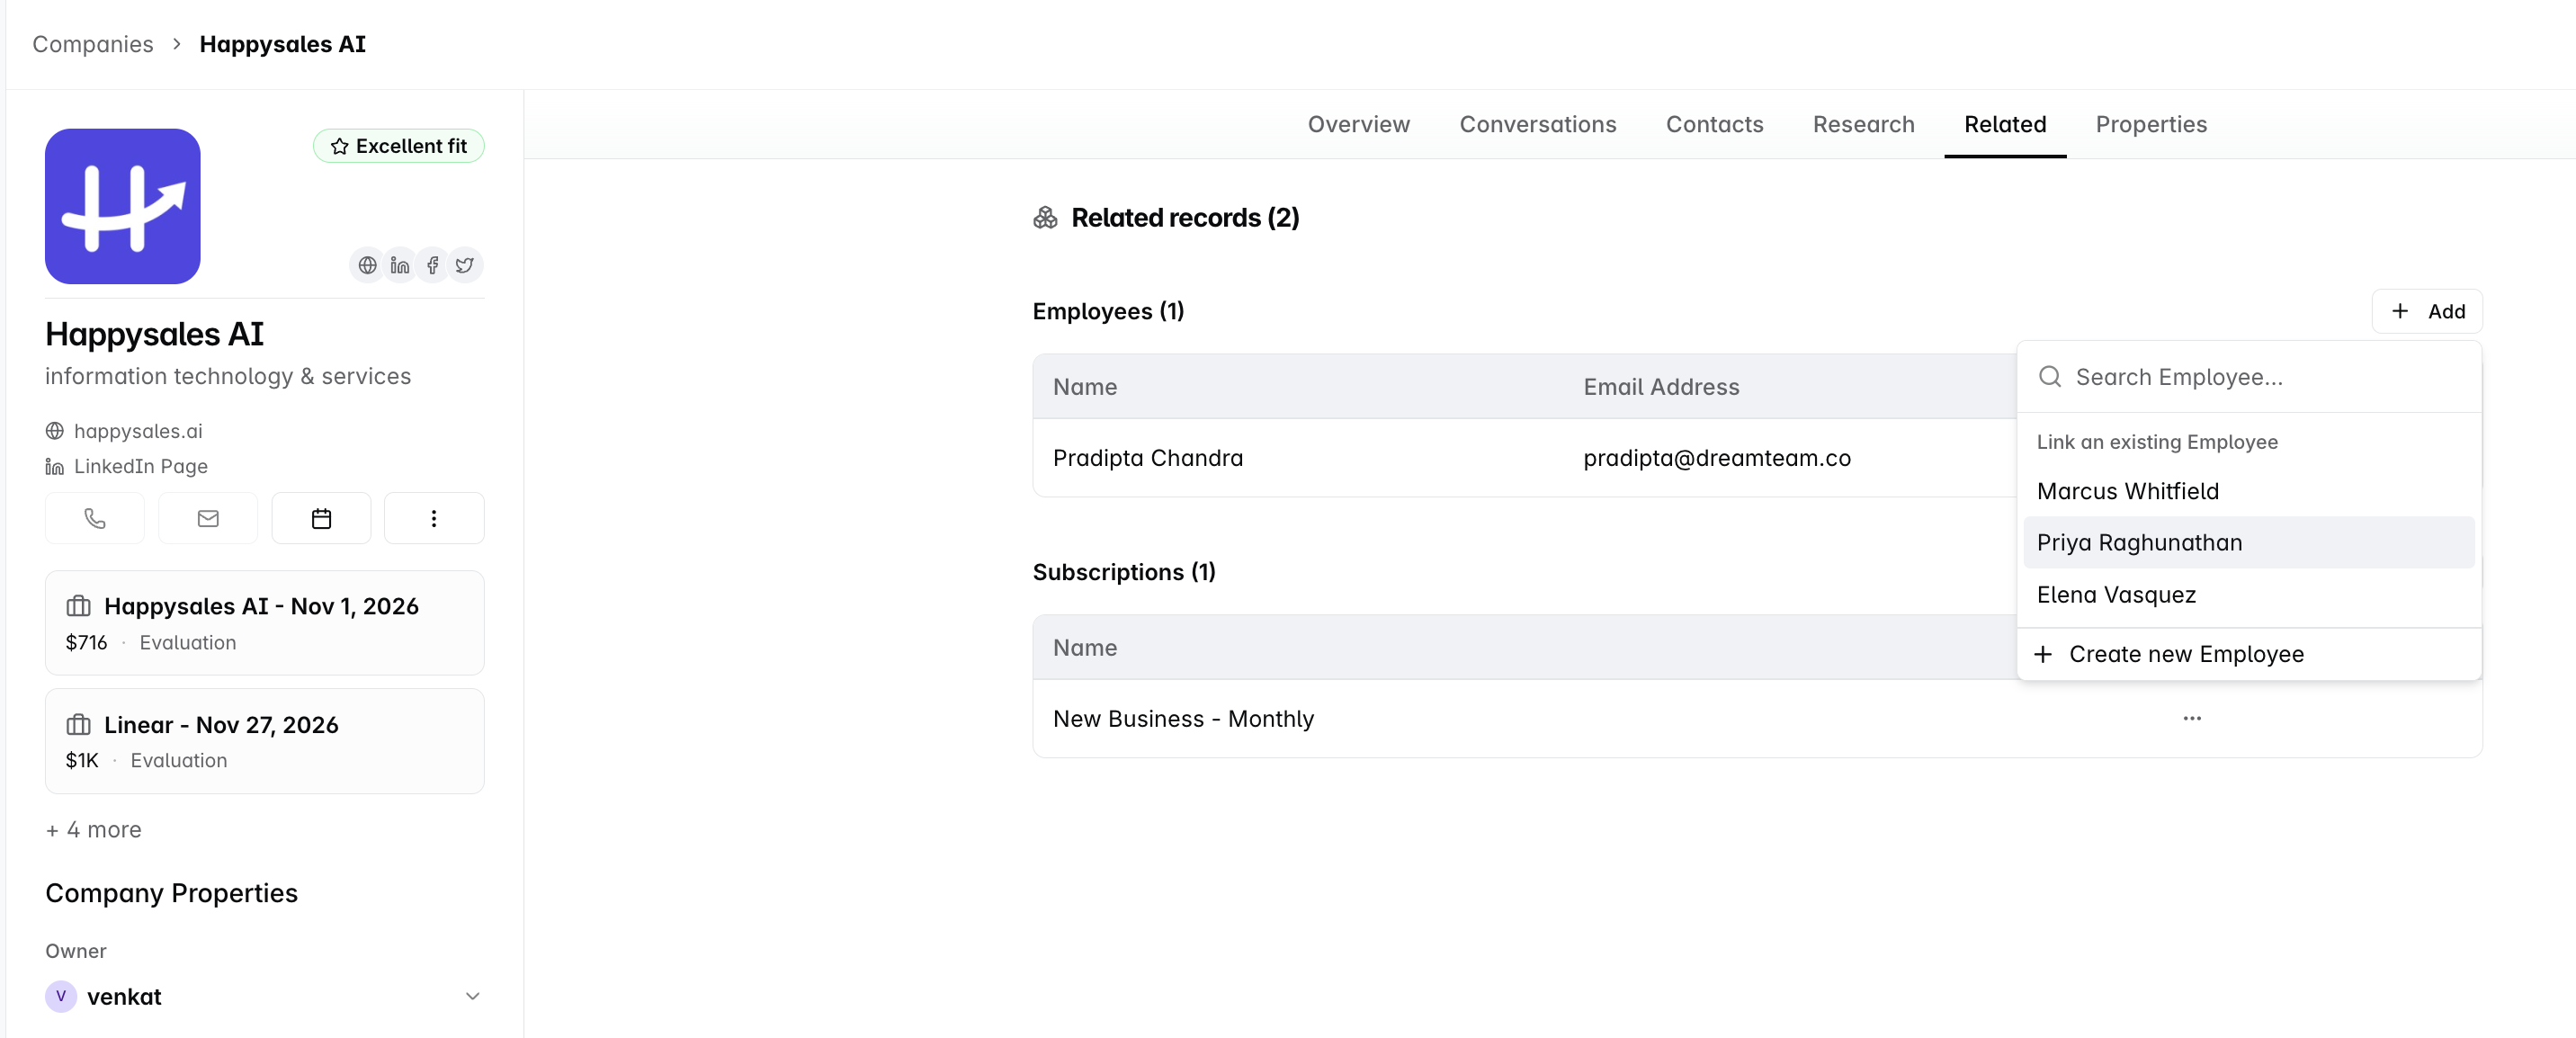 Companies > Happysales AI
Excellent fit
Happysales AI
information technology & services
happysales.ai
LinkedIn Page
Happysales AI - Nov 1, 2026
$716 · Evaluation
Linear - Nov 27, 2026
$1K · Evaluation
+ 4 more
Company Properties
Owner
V venkat
Overview Conversations Contacts Research Related Properties
Related records (2)
Employees (1)
+ Add
Name Email Address
Pradipta Chandra pradipta@dreamteam.co
Search Employee...
Link an existing Employee
Marcus Whitfield
Priya Raghunathan
Elena Vasquez
+ Create new Employee
Subscriptions (1)
Name
New Business - Monthly